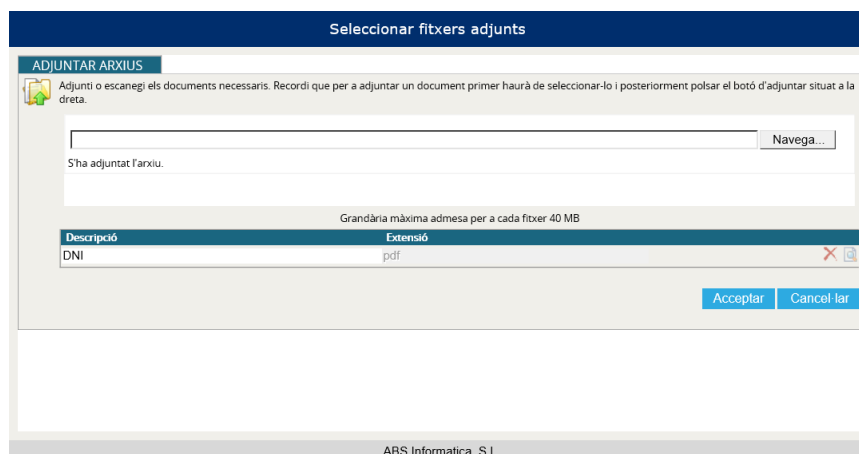 Seleccionar fitxers adjunts
ADJUNTAR ARXIUS
Adjunti o escanegi els documents necessaris. Recordi que per a adjuntar un document primer haurà de seleccionar-lo i posteriorment polsar el botó d'adjuntar situat a la
dreta.
Navega...
S'ha adjuntat l'arxiu.
Grandària màxima admesa per a cada fitxer 40 MB
Descripció Extensió
DNI pdf
Acceptar Cancel·lar
ABS Informatica, S.L.